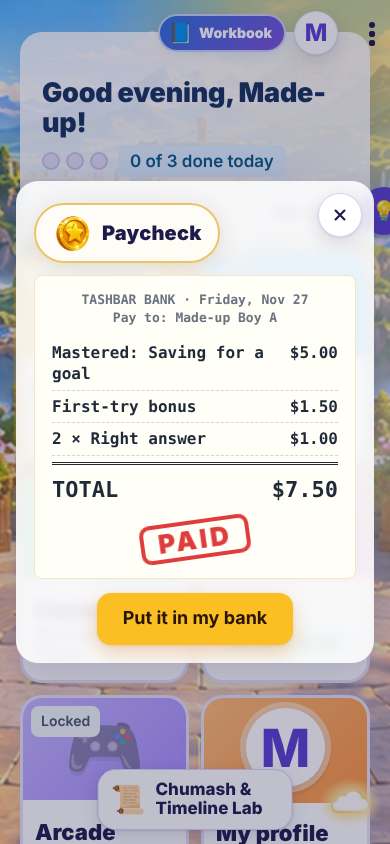 Workbook
M
Good evening, Made-
up!
0 of 3 done today
Paycheck
×
TASHBAR BANK · Friday, Nov 27
Pay to: Made-up Boy A
Mastered: Saving for a $5.00
goal
First-try bonus $1.50
2 × Right answer $1.00
TOTAL $7.50
PAID
Put it in my bank
Locked
M
Chumash &
Timeline Lab
Arcade
My profile